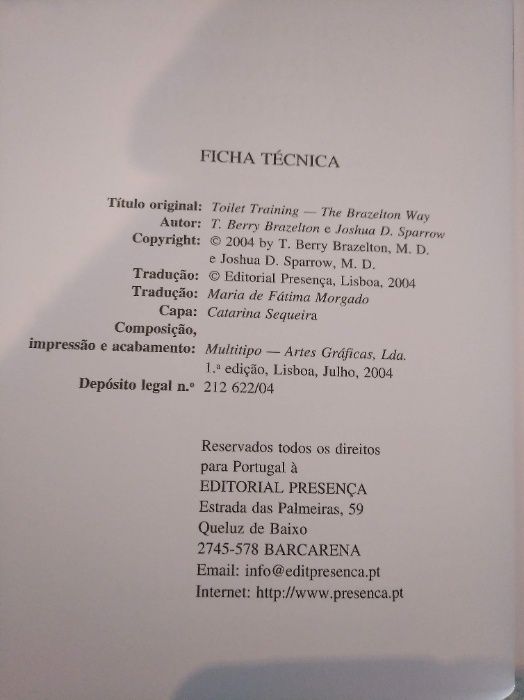 FICHA TÉCNICA
Título original: Toilet Training — The Brazelton Way
Autor: T. Berry Brazelton e Joshua D. Sparrow
Copyright: © 2004 by T. Berry Brazelton, M. D.
e Joshua D. Sparrow, M. D.
Tradução: © Editorial Presença, Lisboa, 2004
Tradução: Maria de Fátima Morgado
Capa: Catarina Sequeira
Composição,
impressão e acabamento: Multitipo — Artes Gráficas, Lda.
1.ª edição, Lisboa, Julho, 2004
Depósito legal n.º 212 622/04
Reservados todos os direitos
para Portugal à
EDITORIAL PRESENÇA
Estrada das Palmeiras, 59
Queluz de Baixo
2745-578 BARCARENA
Email: info@editpresenca.pt
Internet: http://www.presenca.pt